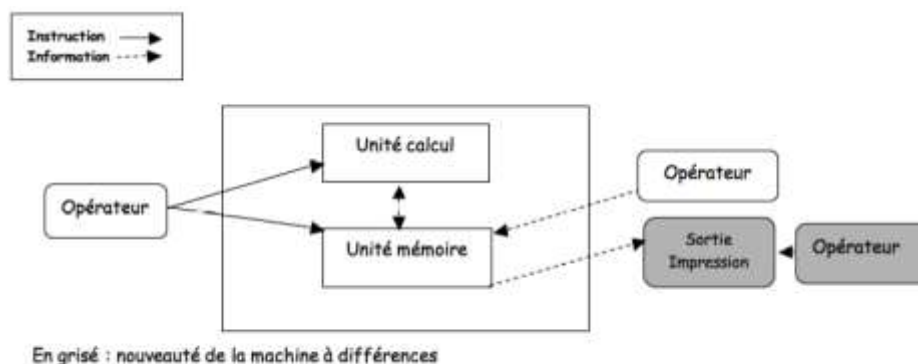 Instruction
Information
Unité calcul
Opérateur
Opérateur
Unité mémoire
Sortie
Impression
Opérateur
En grisé : nouveauté de la machine à différences